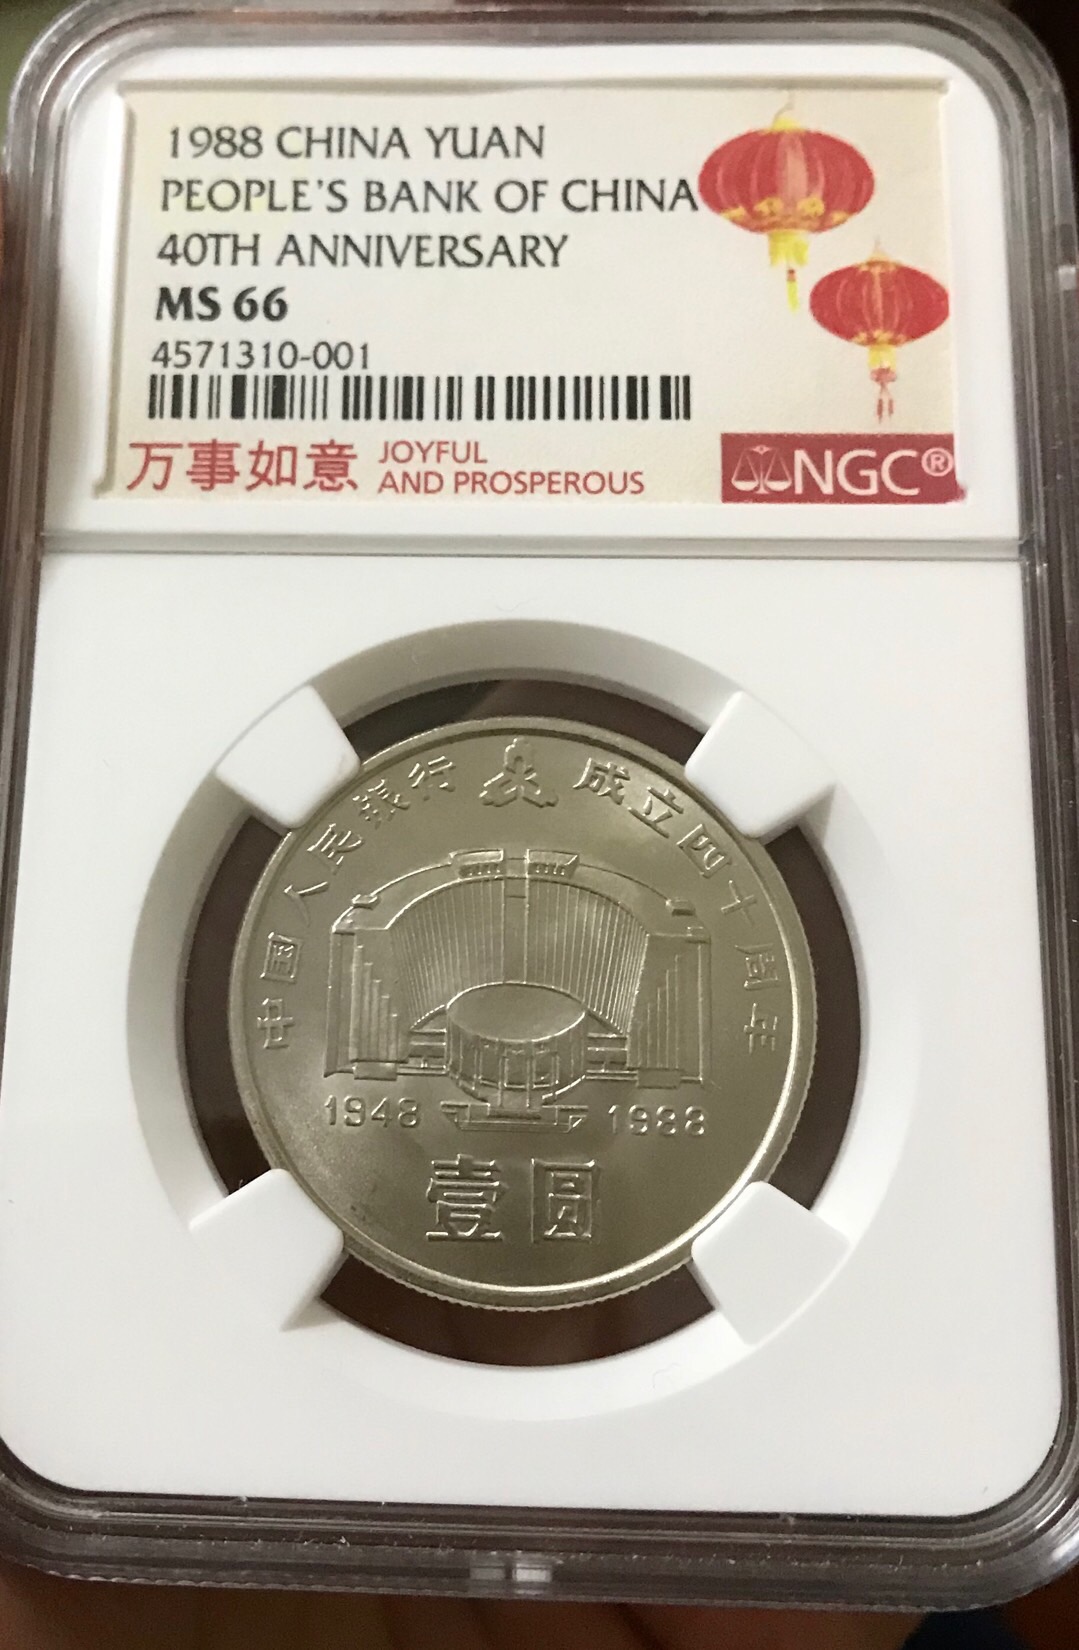 1988 CHINA YUAN
PEOPLE'S BANK OF CHINA
40TH ANNIVERSARY
MS 66
4571310-001
万事如意 JOYFUL
AND PROSPEROUS
NGC®
中国人民銀行 成立四十周年
1948 1988
壹圆